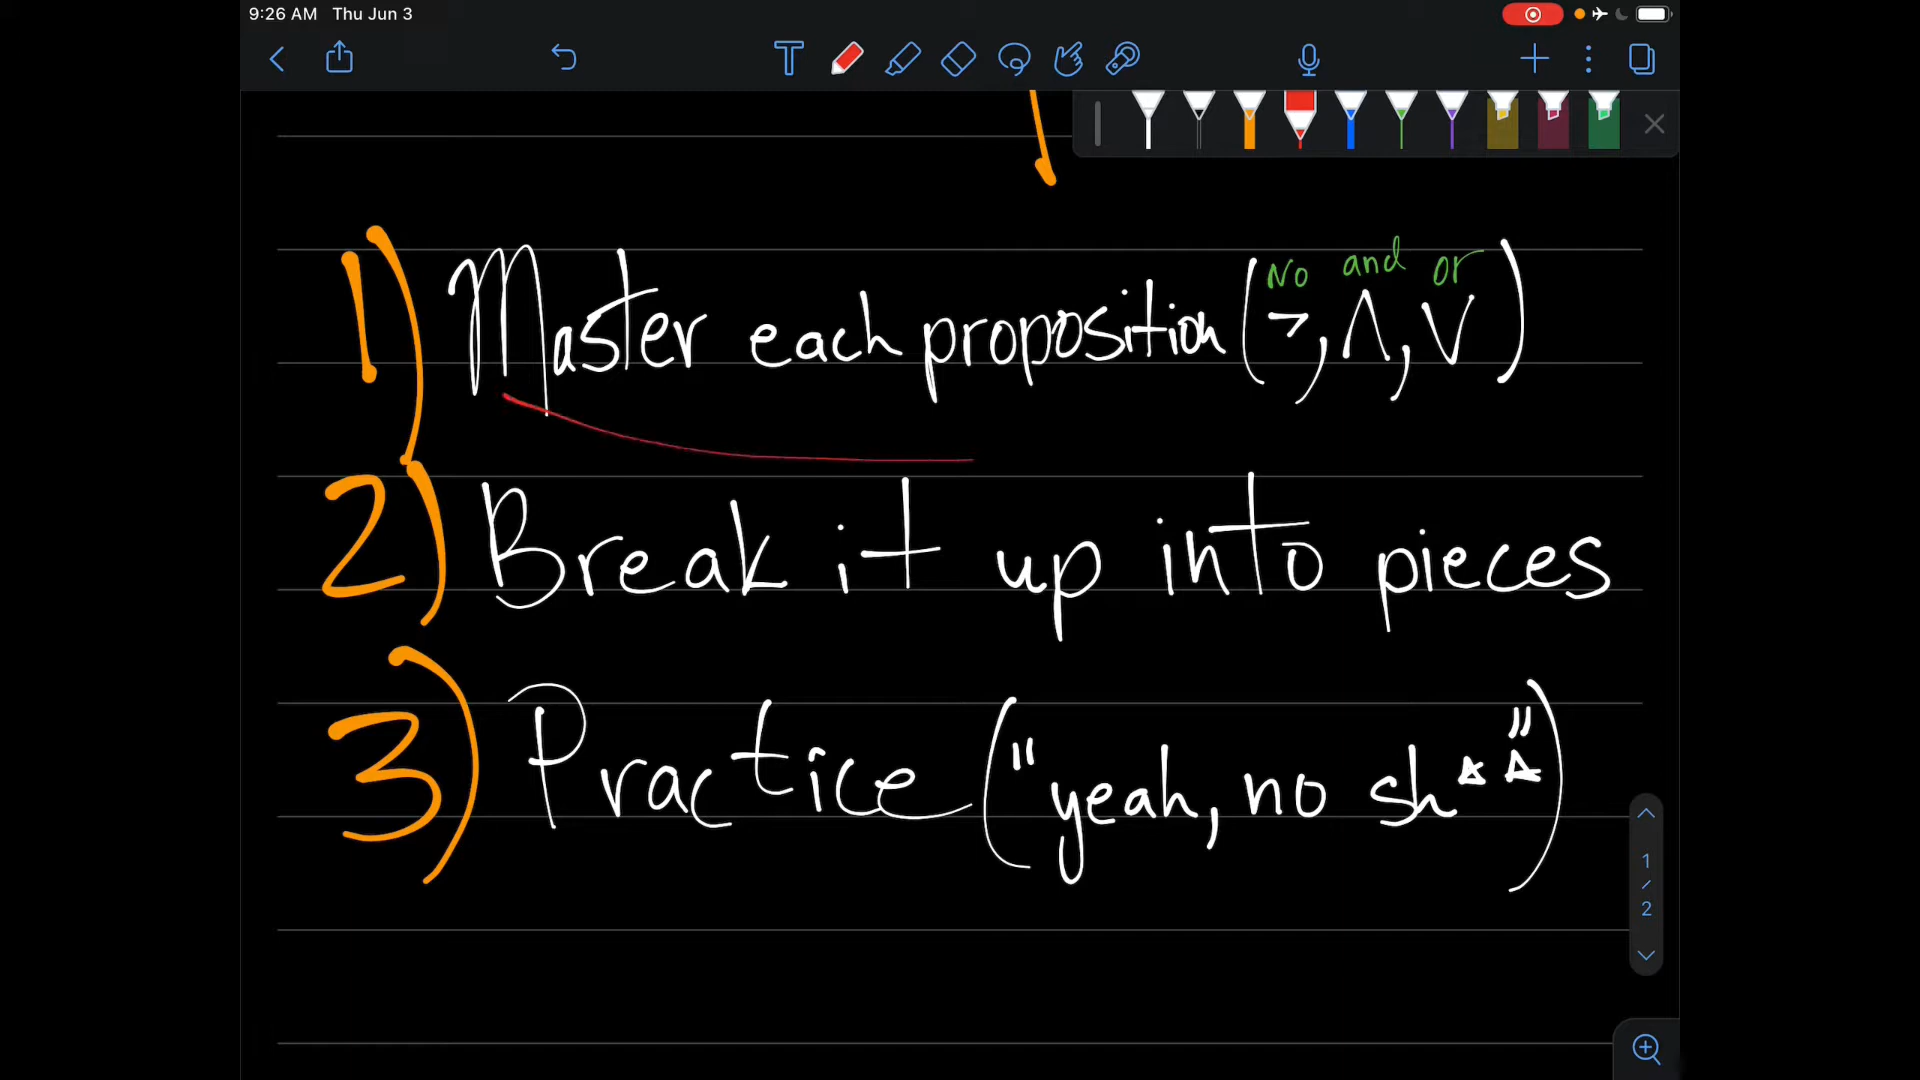 9:26 AM Thu Jun 3
No and or
1) Master each proposition (¬, ∧, ∨)
2) Break it up into pieces
3) Practice ("yeah, no sh**")
1
/
2